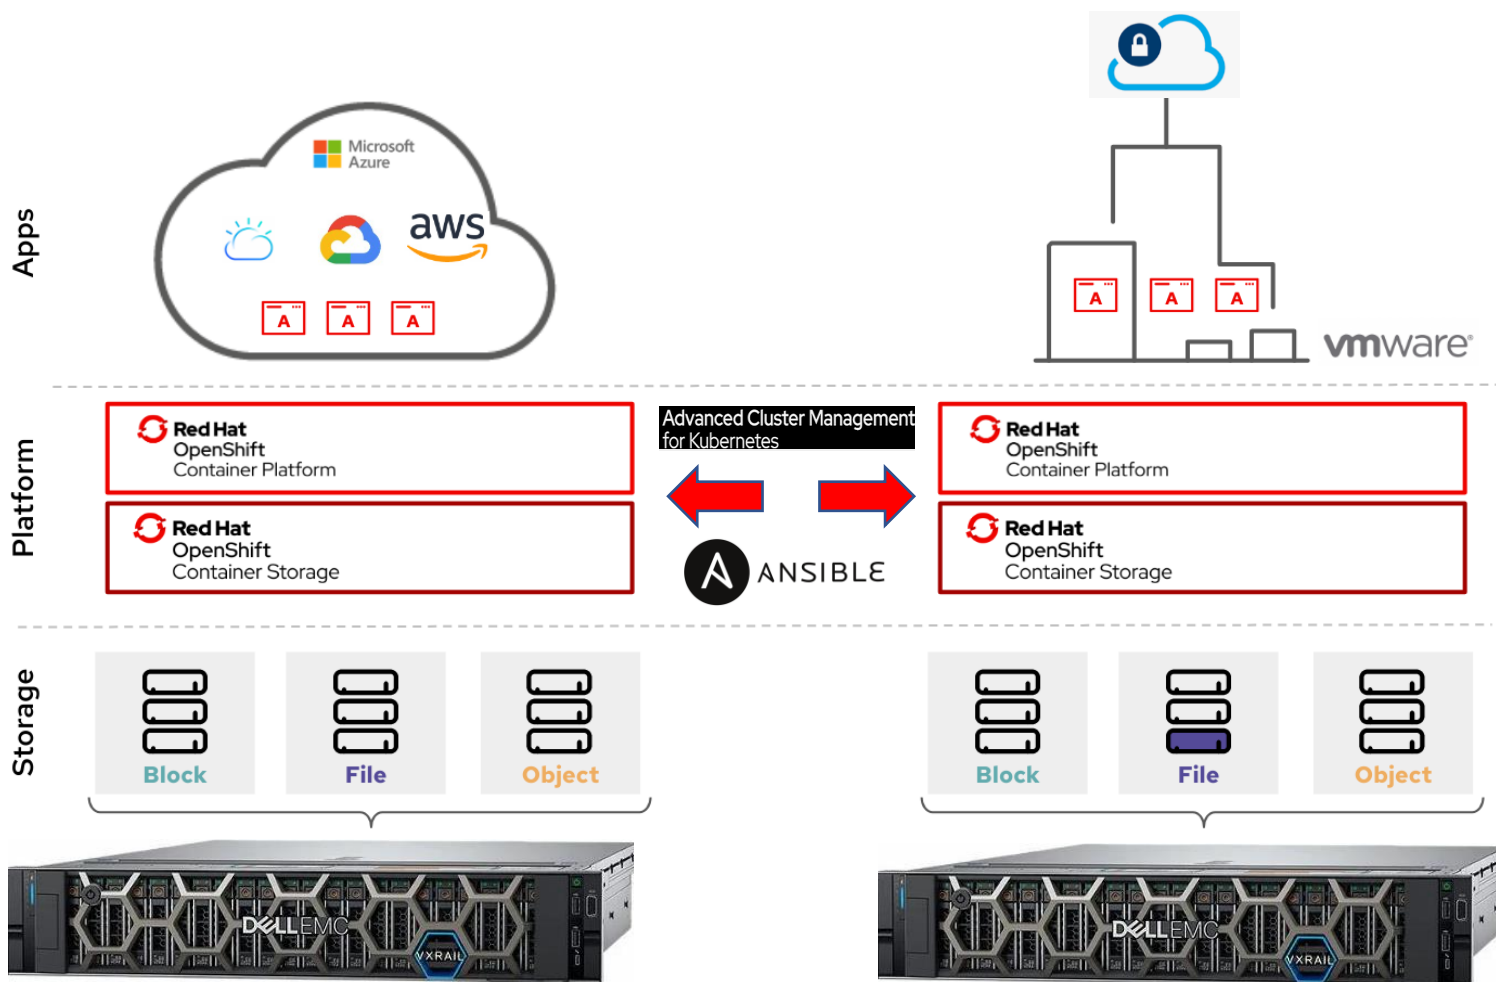 Microsoft
Azure
aws
A
A
A
A
A
A
vmware®
Apps
Red Hat
OpenShift
Container Platform
Advanced Cluster Management
for Kubernetes
Red Hat
OpenShift
Container Platform
Platform
Red Hat
OpenShift
Container Storage
A ANSIBLE
Red Hat
OpenShift
Container Storage
Storage
Block
File
Object
Block
File
Object
DELLEMC
VXRAIL
DELLEMC
VXRAIL